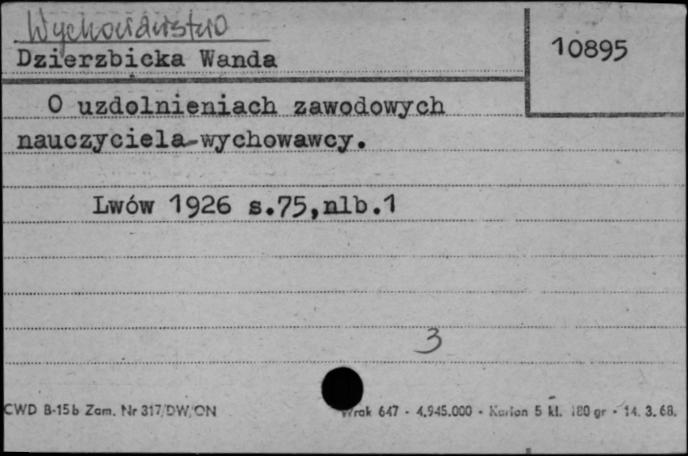 Wychowawstwo
Dzierzbicka Wanda
10895
O uzdolnieniach zawodowych
nauczyciela-wychowawcy.
Lwów 1926 s.75,nlb.1
3
CWD B-15b Zam. Nr 317/DW/ON
647 - 4.945.000 - Karton 5 kl. 180 gr - 14. 3. 68.